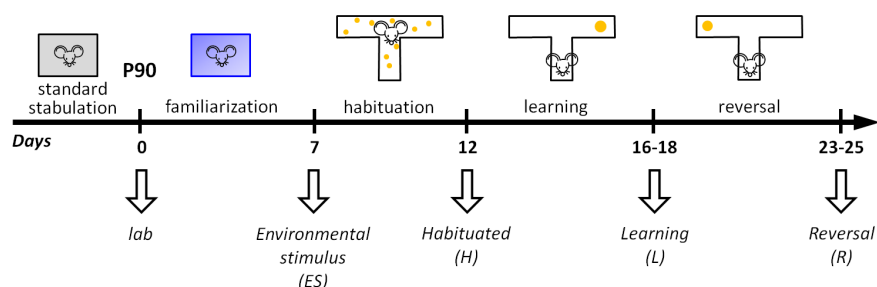 P90
standard
stabulation
familiarization
habituation
learning
reversal
Days
0
7
12
16-18
23-25
lab
Environmental
stimulus
(ES)
Habituated
(H)
Learning
(L)
Reversal
(R)